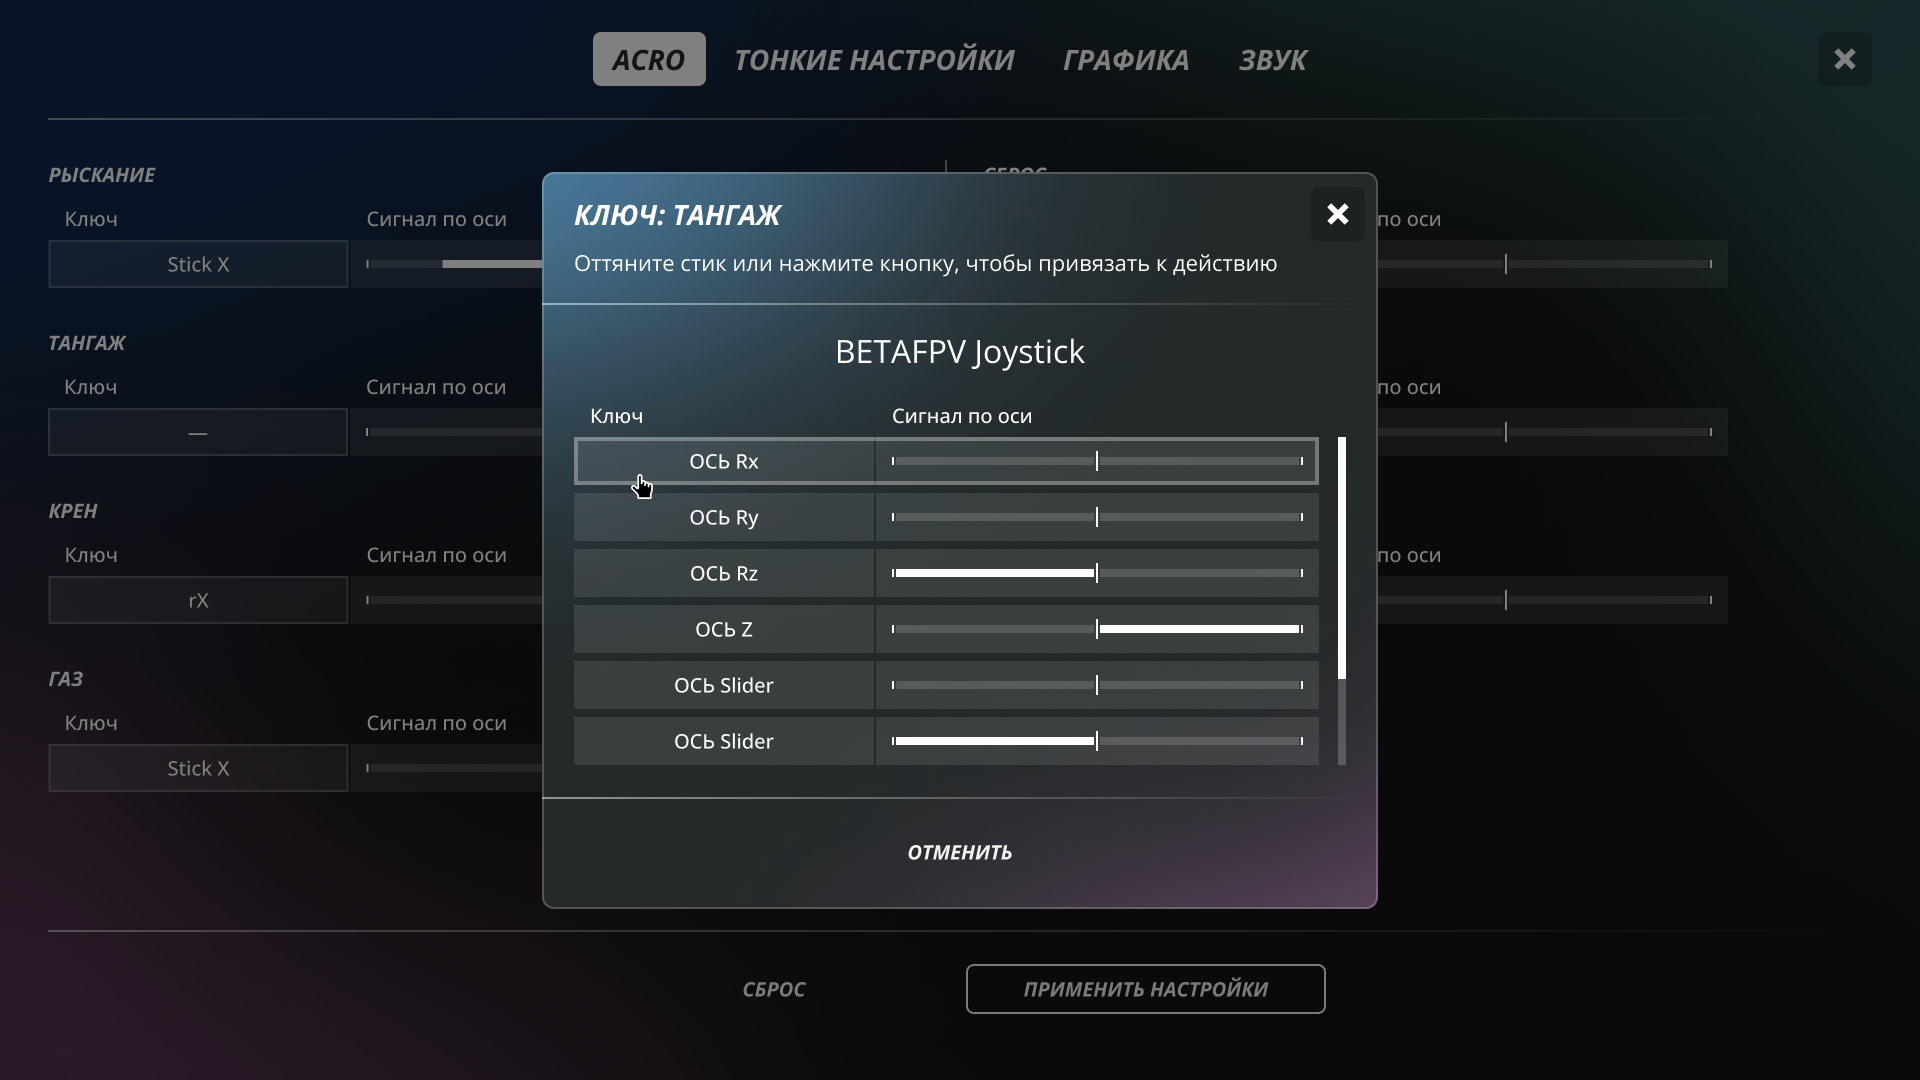 ACRO ТОНКИЕ НАСТРОЙКИ ГРАФИКА ЗВУК
РЫСКАНИЕ
Ключ Сигнал по оси
Stick X
ТАНГАЖ
Ключ Сигнал по оси
—
КРЕН
Ключ Сигнал по оси
rX
ГАЗ
Ключ Сигнал по оси
Stick X
СБРОС
по оси
по оси
по оси
КЛЮЧ: ТАНГАЖ
Оттяните стик или нажмите кнопку, чтобы привязать к действию
BETAFPV Joystick
Ключ Сигнал по оси
ОСЬ Rx
ОСЬ Ry
ОСЬ Rz
ОСЬ Z
ОСЬ Slider
ОСЬ Slider
ОТМЕНИТЬ
СБРОС ПРИМЕНИТЬ НАСТРОЙКИ